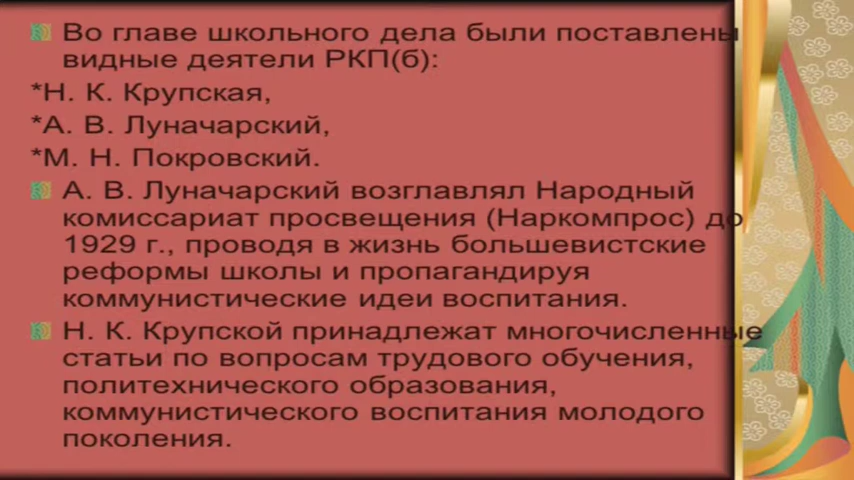 Во главе школьного дела были поставлены
видные деятели РКП(б):
*Н. К. Крупская,
*А. В. Луначарский,
*М. Н. Покровский.
А. В. Луначарский возглавлял Народный
комиссариат просвещения (Наркомпрос) до
1929 г., проводя в жизнь большевистские
реформы школы и пропагандируя
коммунистические идеи воспитания.
Н. К. Крупской принадлежат многочисленные
статьи по вопросам трудового обучения,
политехнического образования,
коммунистического воспитания молодого
поколения.